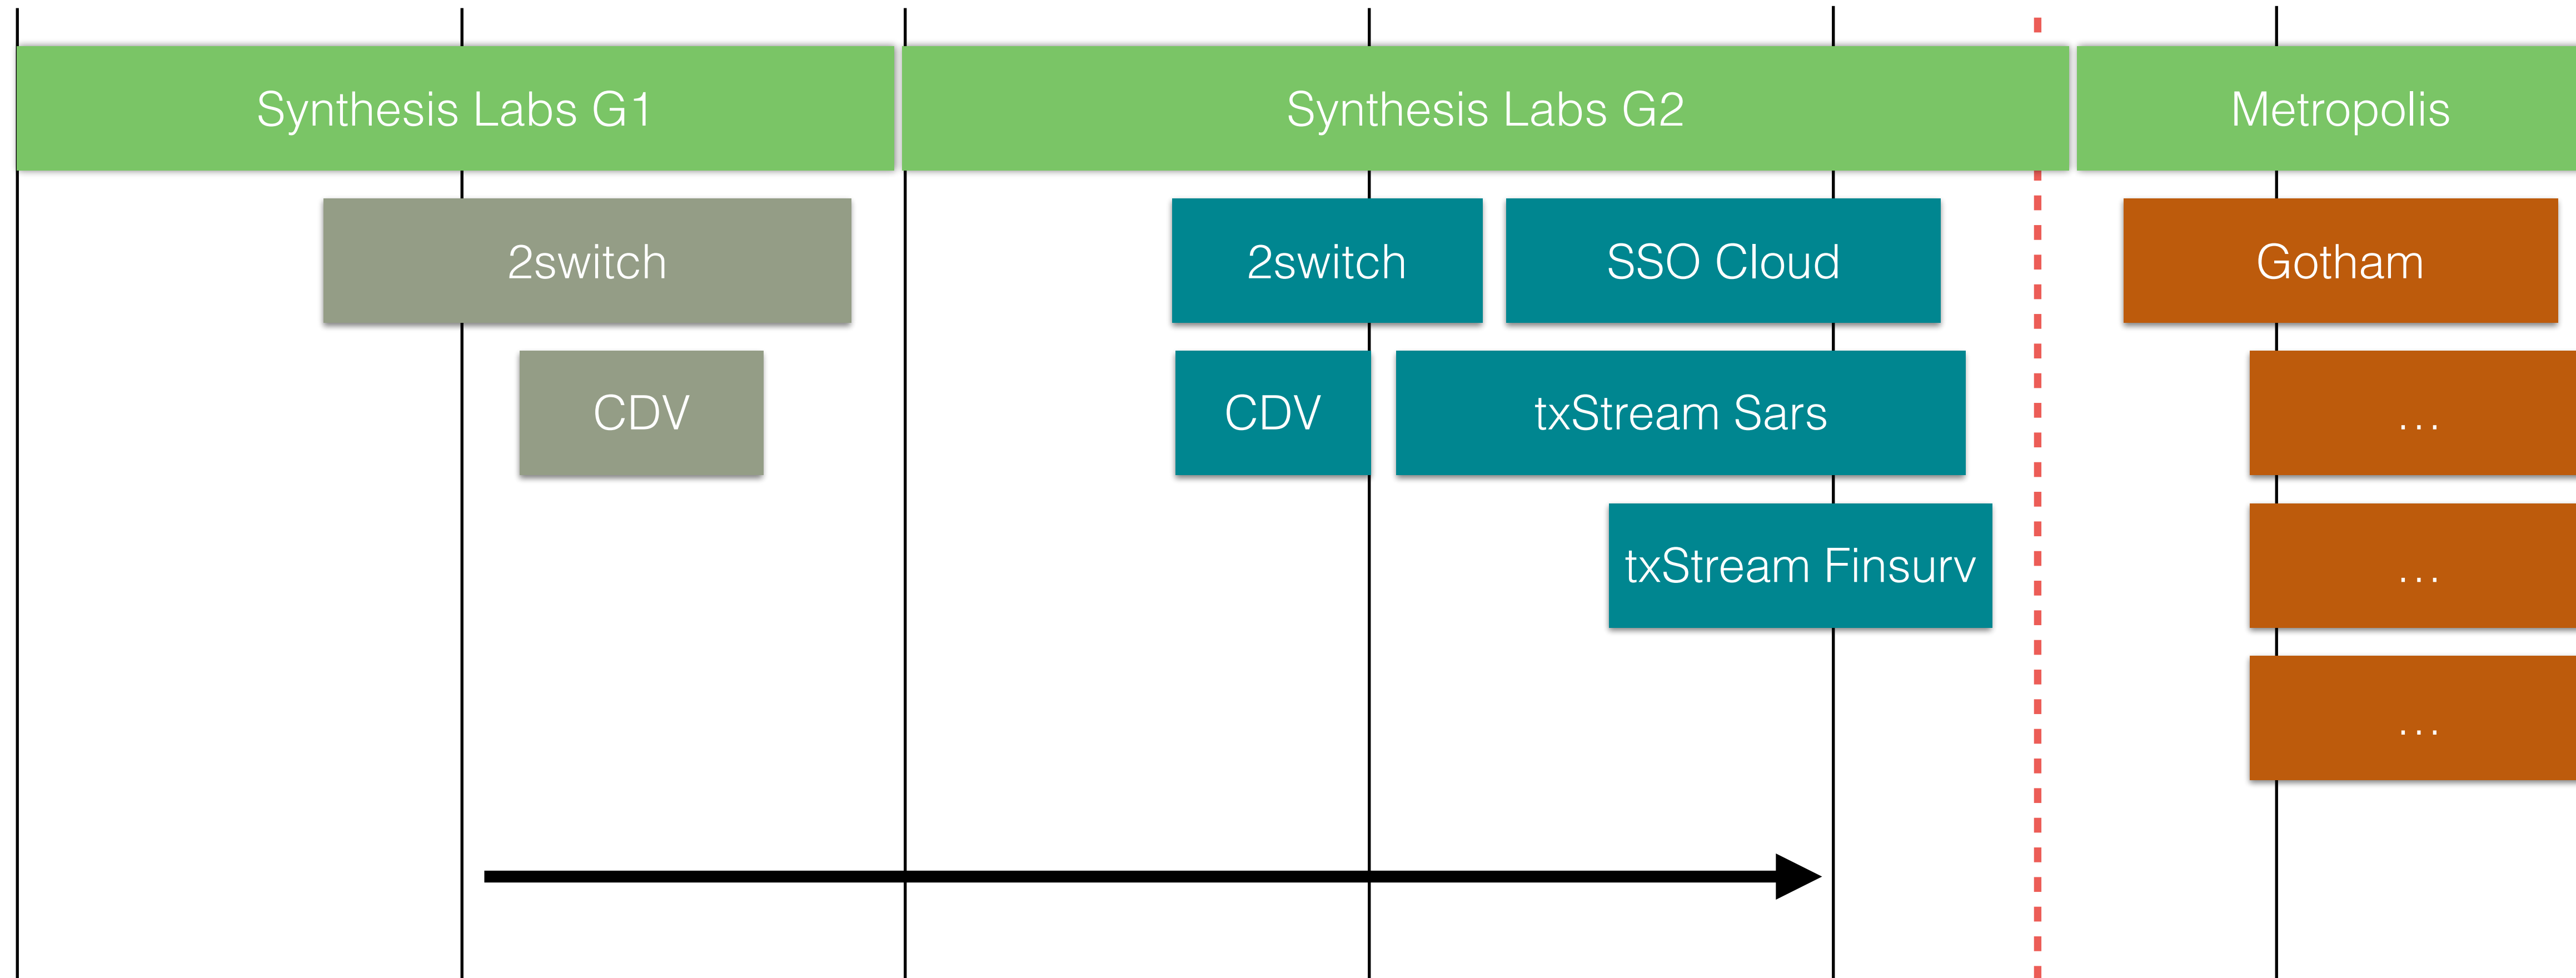 Synthesis Labs G1
Synthesis Labs G2
Metropolis
2switch
2switch
SSO Cloud
Gotham
CDV
CDV
txStream Sars
...
txStream Finsurv
...
...